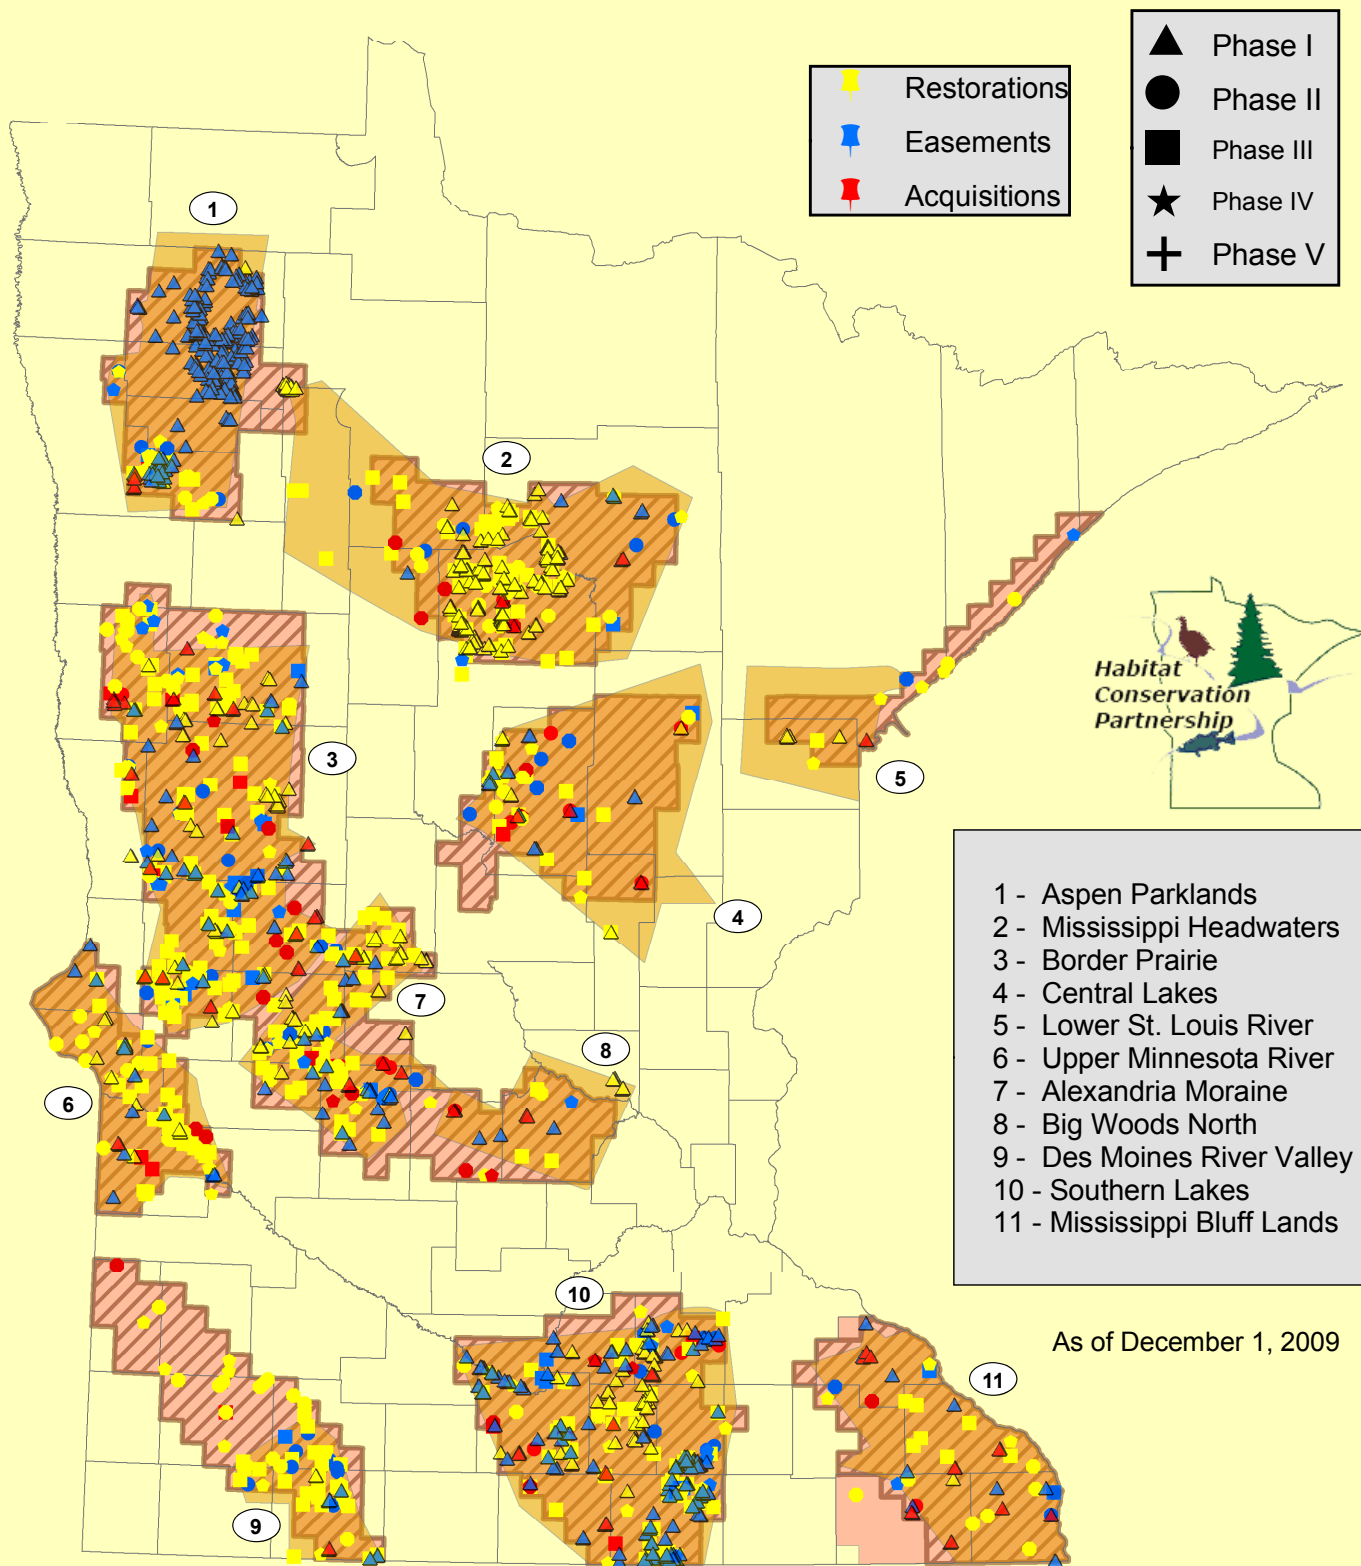 Restorations
Easements
Acquisitions
Phase I
Phase II
Phase III
Phase IV
Phase V
1
2
3
4
5
6
7
8
9
10
11
Habitat
Conservation
Partnership
1 - Aspen Parklands
2 - Mississippi Headwaters
3 - Border Prairie
4 - Central Lakes
5 - Lower St. Louis River
6 - Upper Minnesota River
7 - Alexandria Moraine
8 - Big Woods North
9 - Des Moines River Valley
10 - Southern Lakes
11 - Mississippi Bluff Lands
As of December 1, 2009